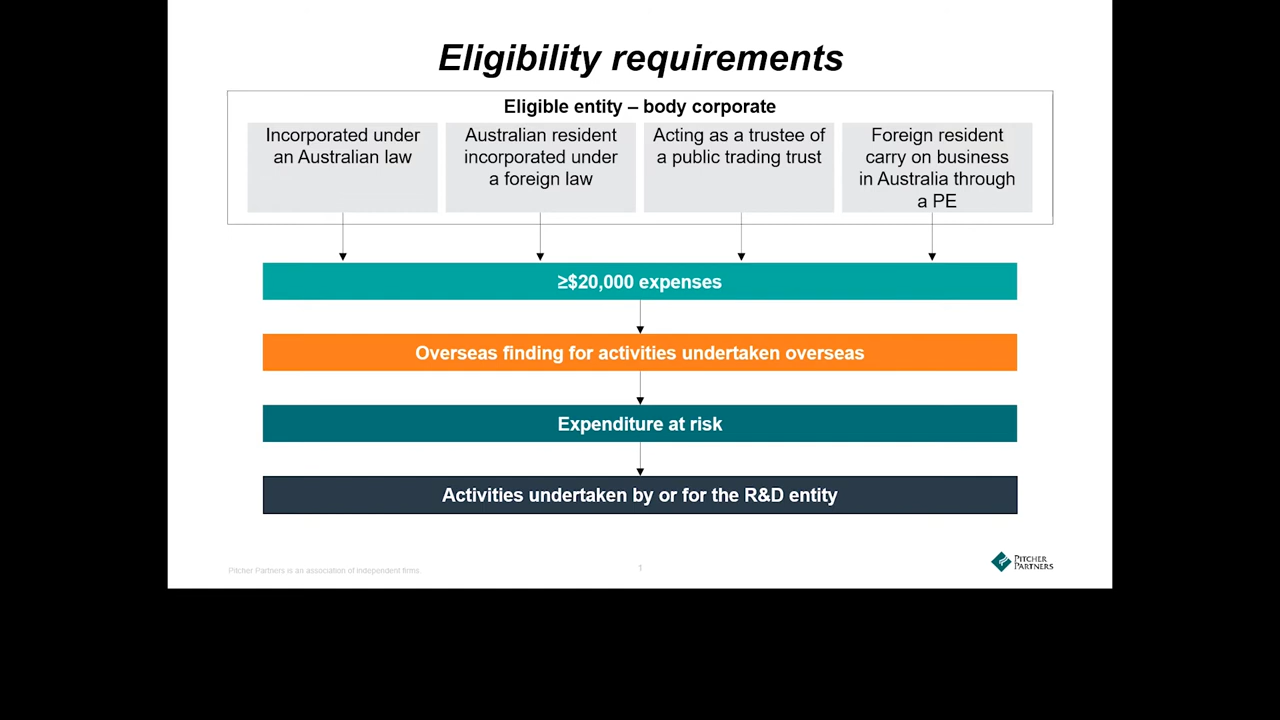 Eligibility requirements
Eligible entity – body corporate
Incorporated under
an Australian law
Australian resident
incorporated under
a foreign law
Acting as a trustee of
a public trading trust
Foreign resident
carry on business
in Australia through
a PE
≥$20,000 expenses
Overseas finding for activities undertaken overseas
Expenditure at risk
Activities undertaken by or for the R&D entity
Pitcher Partners is an association of independent firms
1
PITCHER
PARTNERS